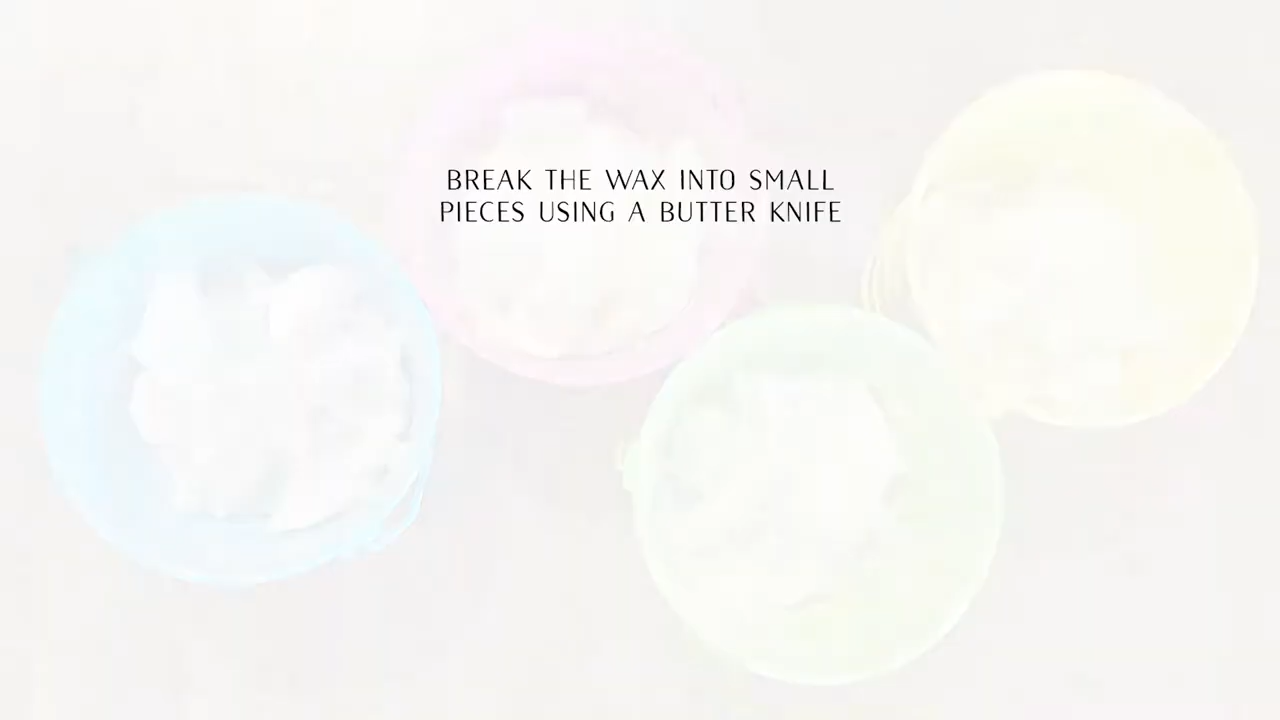 BREAK THE WAX INTO SMALL
PIECES USING A BUTTER KNIFE